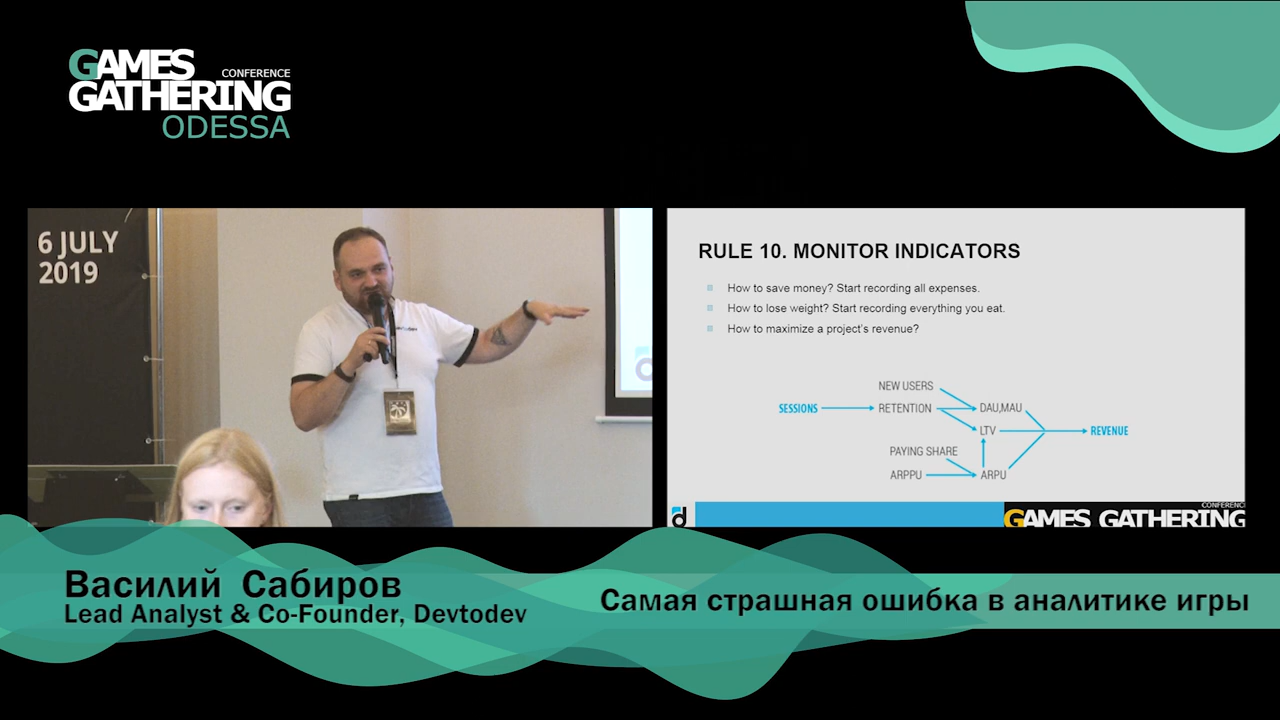 GAMES
CONFERENCE
GATHERING
ODESSA
6 JULY
2019
RULE 10. MONITOR INDICATORS
How to save money? Start recording all expenses.
How to lose weight? Start recording everything you eat.
How to maximize a project's revenue?
NEW USERS
SESSIONS
RETENTION
DAU,MAU
LTV
REVENUE
PAYING SHARE
ARPPU
ARPU
d
CONFERENCE
GAMES GATHERING
Василий Сабиров
Lead Analyst & Co-Founder, Devtodev
Самая страшная ошибка в аналитике игры